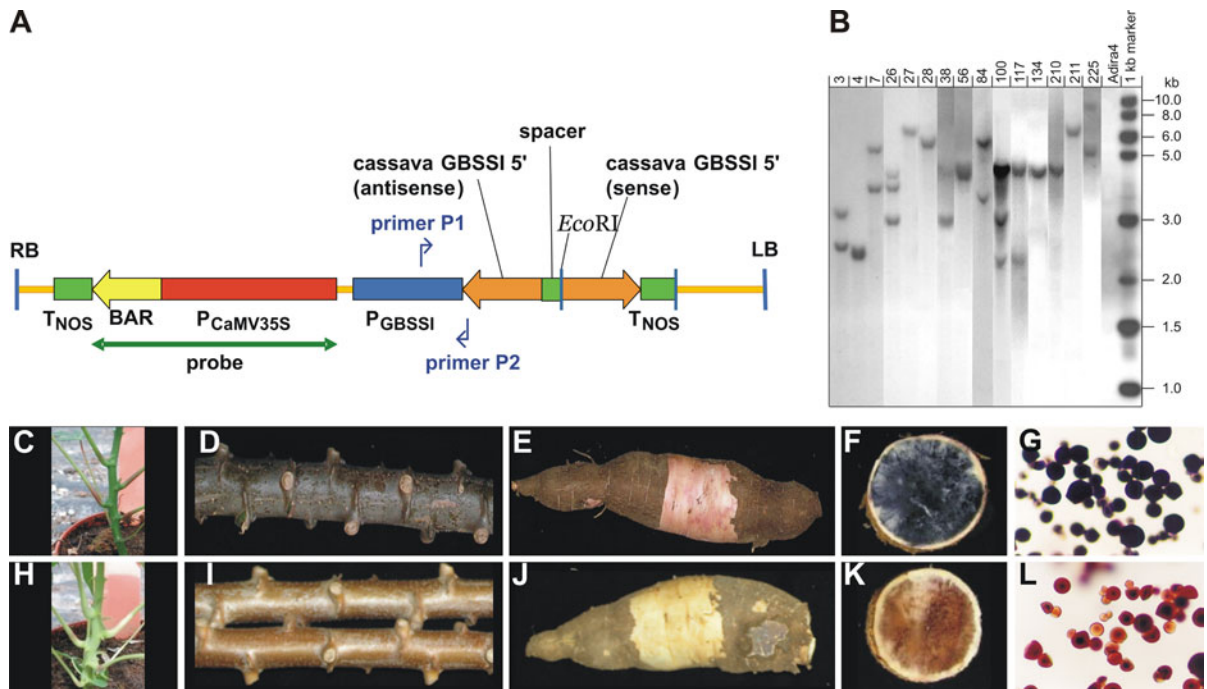 A
B
3 4 7 26 27 28 38 56 84 100 117 134 210 211 225 Adira4 1 kb marker
kb
10.0
8.0
6.0
5.0
3.0
2.0
1.5
1.0
spacer
cassava GBSSI 5' cassava GBSSI 5'
(antisense) (sense)
EcoRI
primer P1
RB LB
TNOS BAR PCaMV35S PGBSSI TNOS
probe primer P2
C D E F G
H I J K L